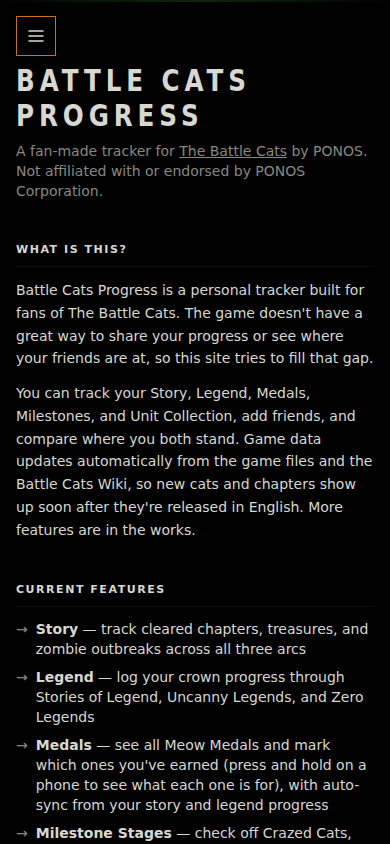 BATTLE CATS
PROGRESS
A fan-made tracker for The Battle Cats by PONOS.
Not affiliated with or endorsed by PONOS
Corporation.
WHAT IS THIS?
Battle Cats Progress is a personal tracker built for
fans of The Battle Cats. The game doesn't have a
great way to share your progress or see where
your friends are at, so this site tries to fill that gap.
You can track your Story, Legend, Medals,
Milestones, and Unit Collection, add friends, and
compare where you both stand. Game data
updates automatically from the game files and the
Battle Cats Wiki, so new cats and chapters show
up soon after they're released in English. More
features are in the works.
CURRENT FEATURES
→ Story — track cleared chapters, treasures, and
zombie outbreaks across all three arcs
→ Legend — log your crown progress through
Stories of Legend, Uncanny Legends, and Zero
Legends
→ Medals — see all Meow Medals and mark
which ones you've earned (press and hold on a
phone to see what each one is for), with auto-
sync from your story and legend progress
→ Milestone Stages — check off Crazed Cats,